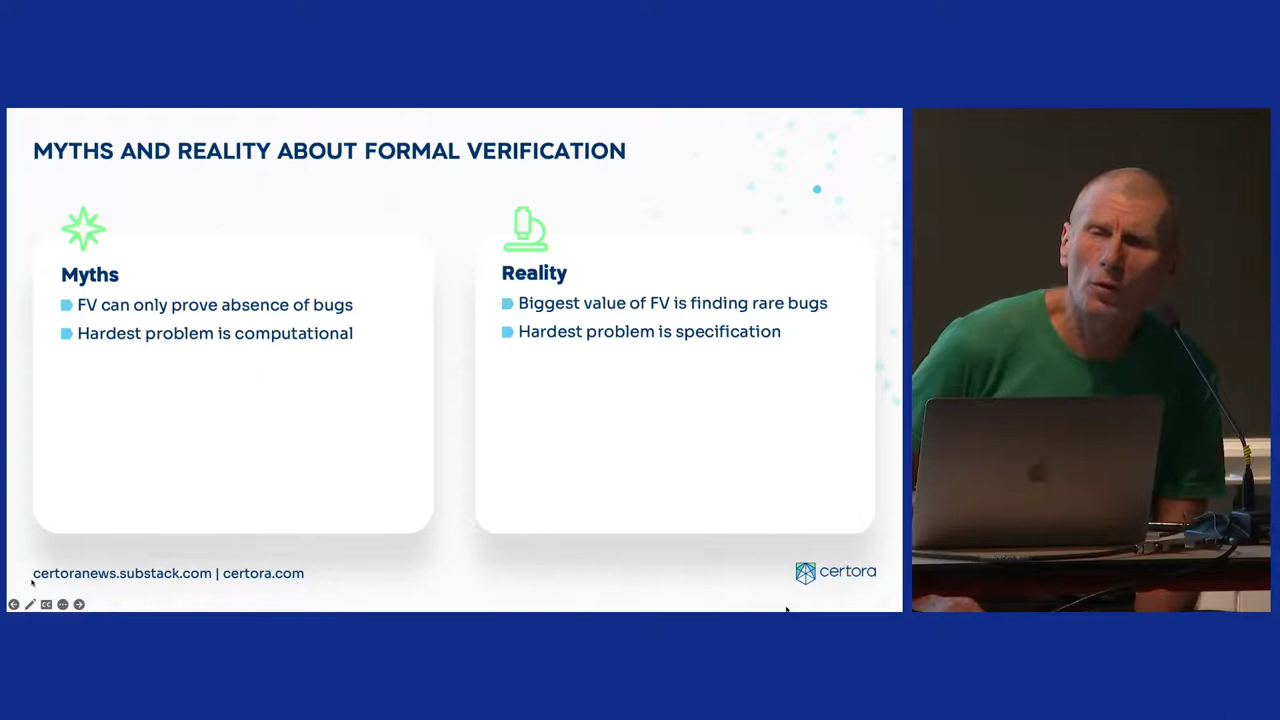 MYTHS AND REALITY ABOUT FORMAL VERIFICATION
Myths
FV can only prove absence of bugs
Hardest problem is computational
Reality
Biggest value of FV is finding rare bugs
Hardest problem is specification
certoranews.substack.com | certora.com
certora
CC